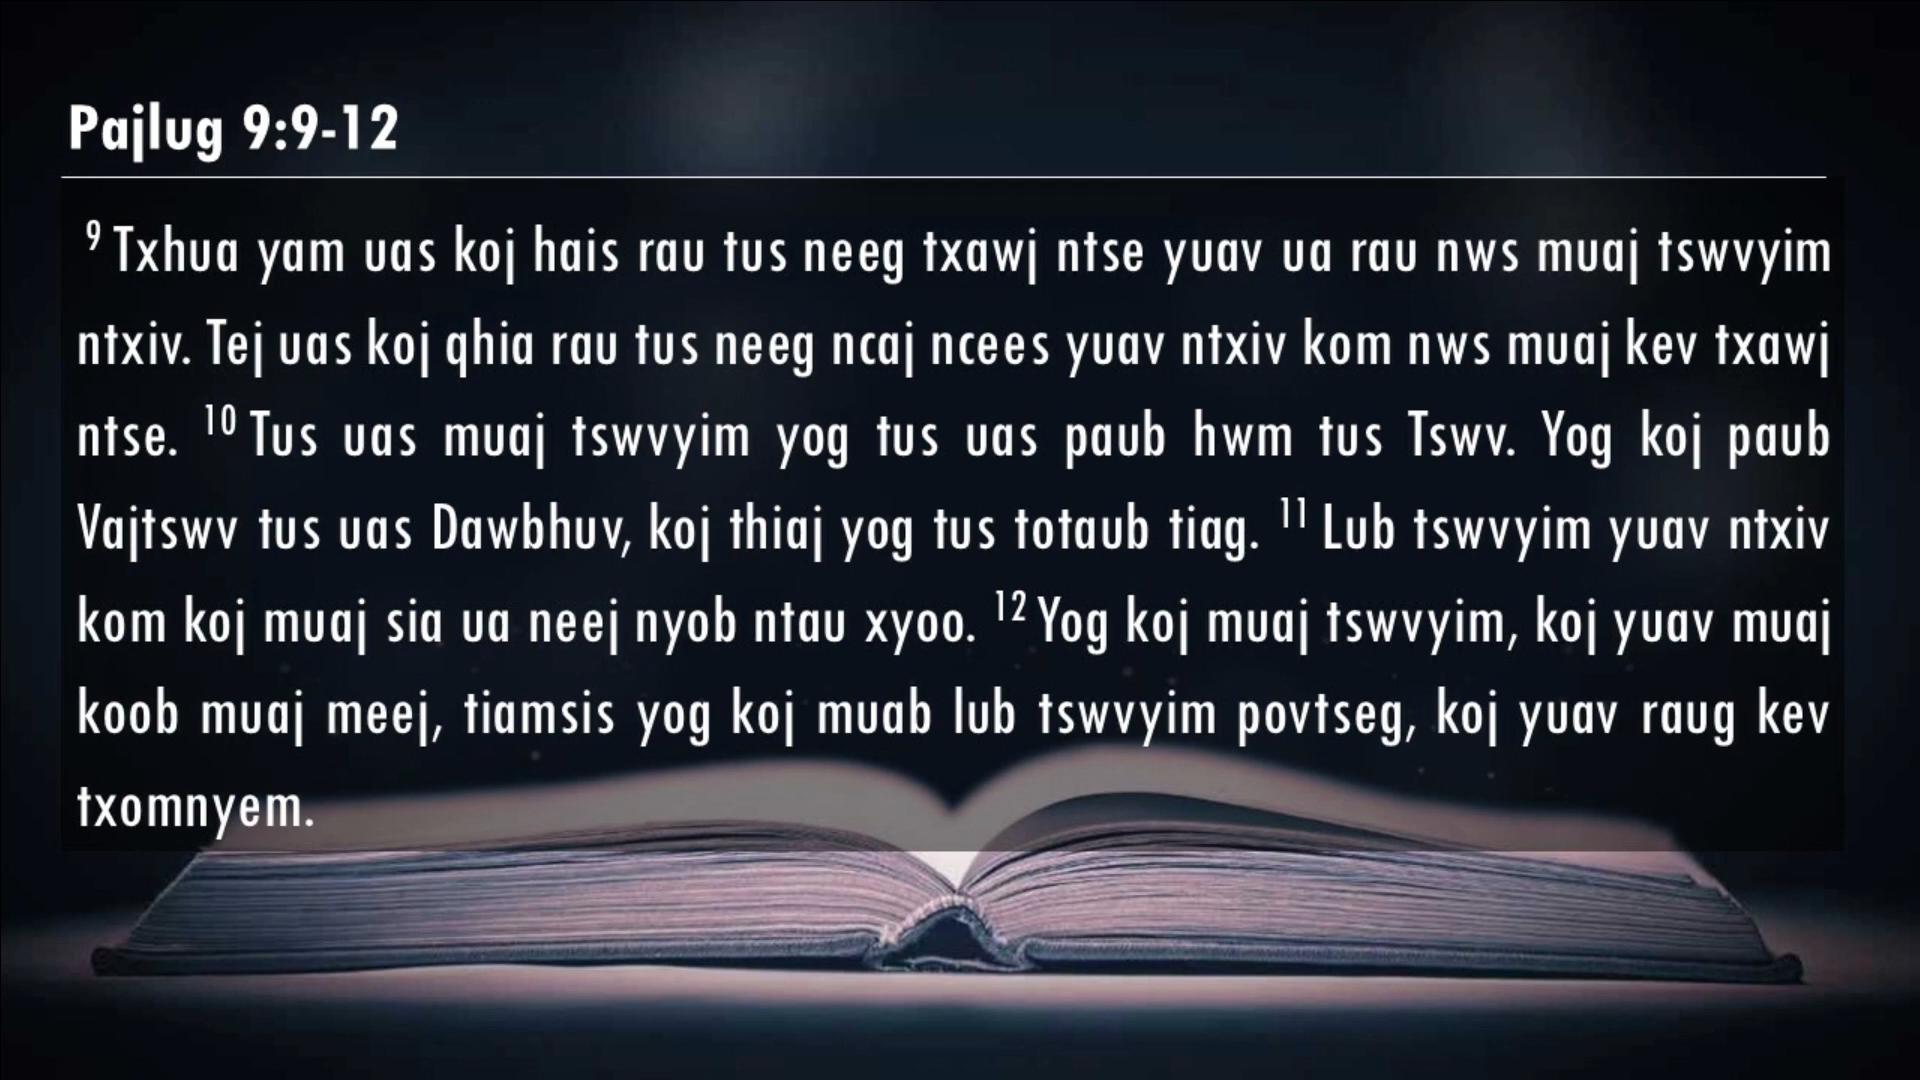 Pajlug 9:9-12
9 Txhua yam uas koj hais rau tus neeg txawj ntse yuav ua rau nws muaj tswvyim
ntxiv. Tej uas koj qhia rau tus neeg ncaj ncees yuav ntxiv kom nws muaj kev txawj
ntse. 10 Tus uas muaj tswvyim yog tus uas paub hwm tus Tswv. Yog koj paub
Vajtswv tus uas Dawbhuv, koj thiaj yog tus totaub tiag. 11 Lub tswvyim yuav ntxiv
kom koj muaj sia ua neej nyob ntau xyoo. 12 Yog koj muaj tswvyim, koj yuav muaj
koob muaj meej, tiamsis yog koj muab lub tswvyim povtseg, koj yuav raug kev
txomnyem.